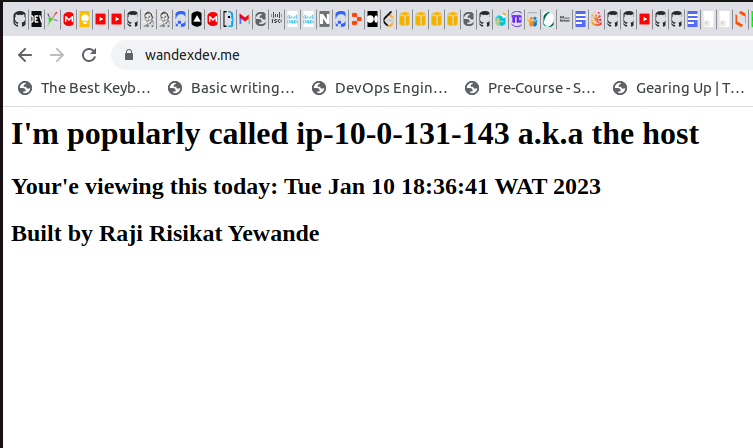 wandexdev.me
The Best Keyb...
Basic writing...
DevOps Engin...
Pre-Course - S...
Gearing Up | T...
I'm popularly called ip-10-0-131-143 a.k.a the host
Your'e viewing this today: Tue Jan 10 18:36:41 WAT 2023
Built by Raji Risikat Yewande